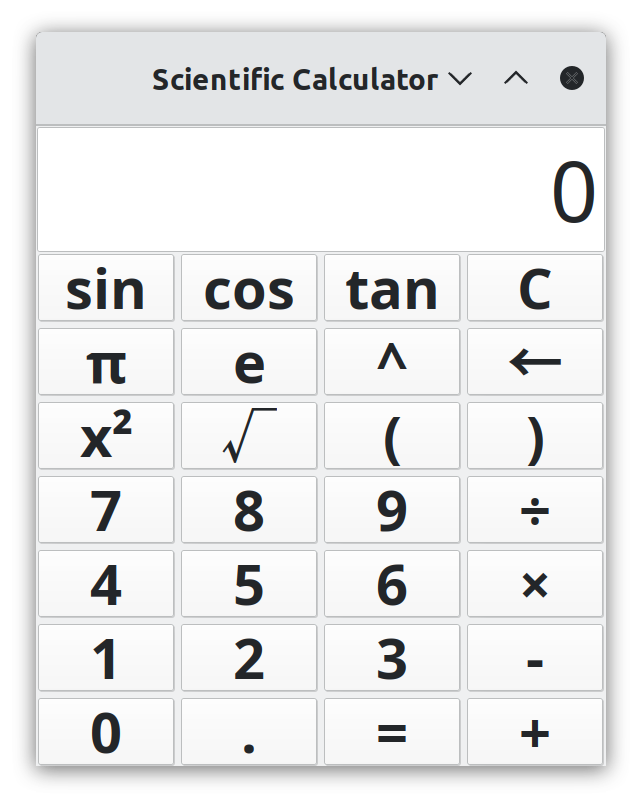 Scientific Calculator
0
sin cos tan C
π e ^ ←
x² √ ( )
7 8 9 ÷
4 5 6 ×
1 2 3 -
0 . = +